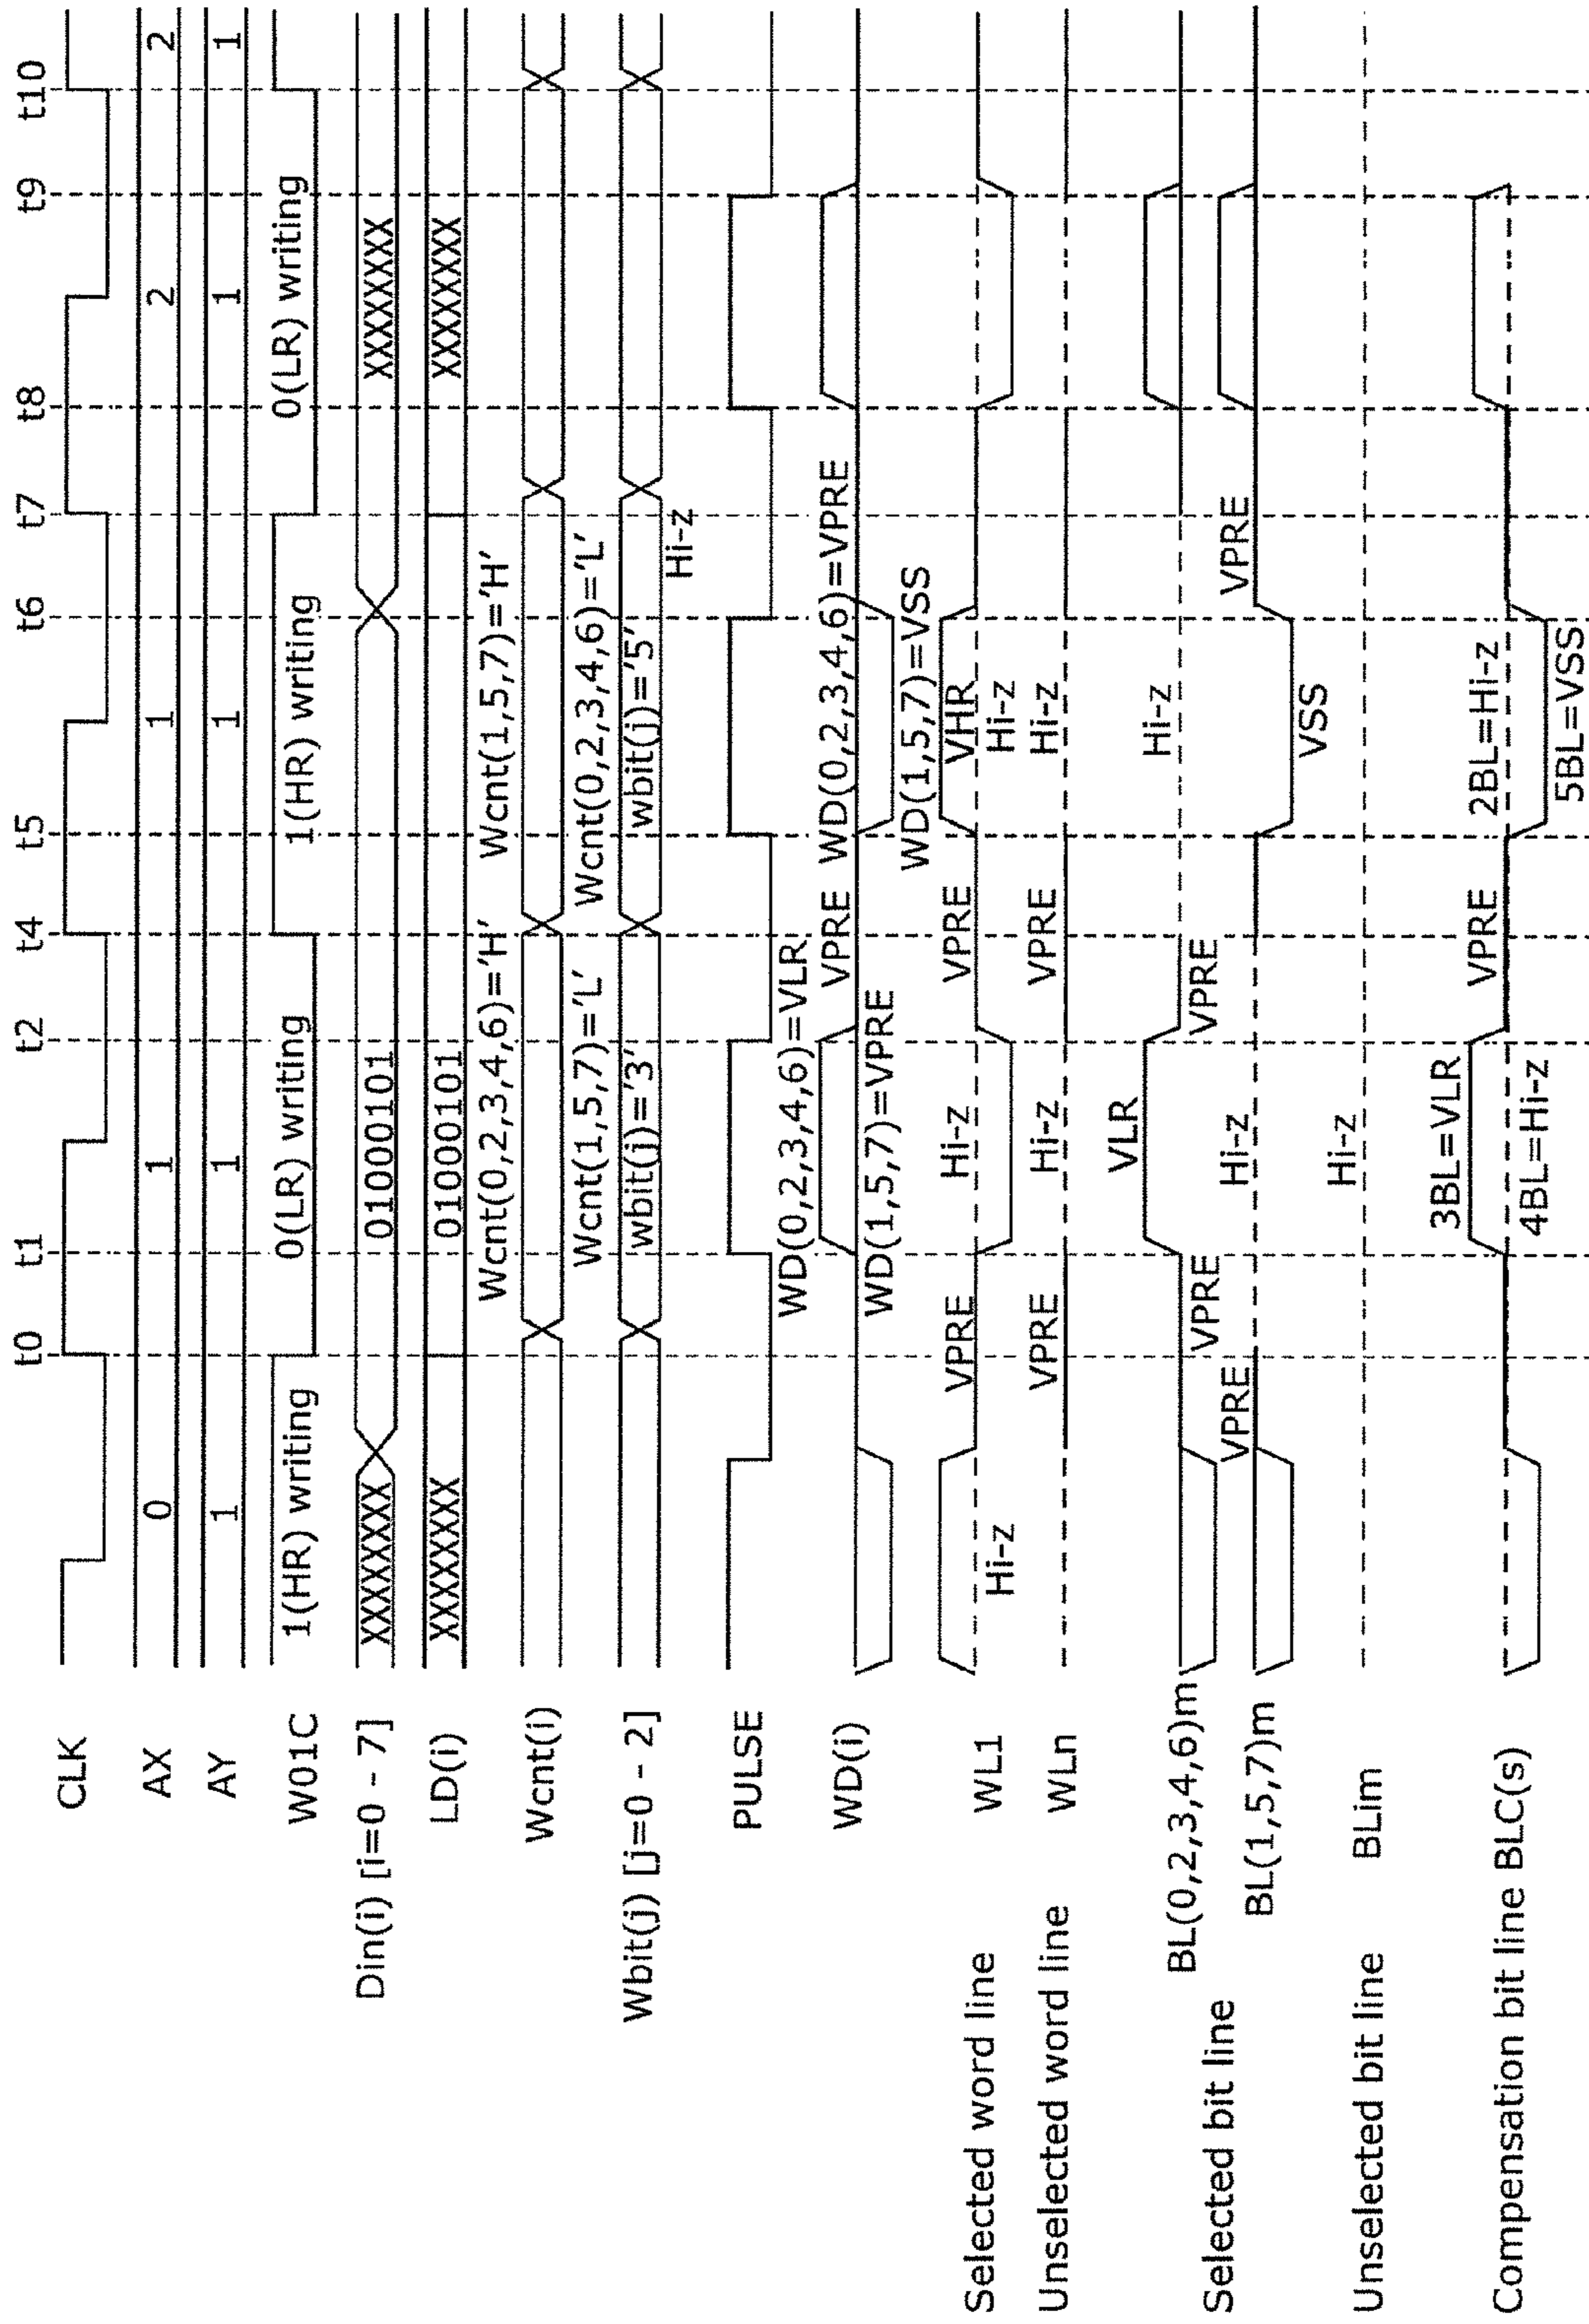 t0 t1 t2 t4 t5 t6 t7 t8 t9 t10
CLK
AX 0 1 1 2 2
AY 1 1 1 1 1
W01C 1(HR) writing 0(LR) writing 1(HR) writing 0(LR) writing
Din(i) [i=0 - 7] XXXXXXXX 01000101 XXXXXXXX
LD(i) XXXXXXXX 01000101 XXXXXXXX
Wcnt(0,2,3,4,6)='H' Wcnt(1,5,7)='H'
Wcnt(i)
Wcnt(1,5,7)='L' Wcnt(0,2,3,4,6)='L'
Wbit(j) [j=0 - 2] wbit(j)='3' wbit(j)='5'
Hi-z
PULSE
WD(0,2,3,4,6)=VLR VPRE WD(0,2,3,4,6)=VPRE
WD(i)
WD(1,5,7)=VPRE WD(1,5,7)=VSS
Selected word line WL1 VPRE Hi-z VPRE VHR
Hi-z Hi-z
Unselected word line WLn VPRE Hi-z VPRE Hi-z
VLR Hi-z
BL(0,2,3,4,6)m VPRE VPRE
Selected bit line
VPRE Hi-z VPRE
BL(1,5,7)m VSS
Hi-z
Unselected bit line BLim
3BL=VLR VPRE 2BL=Hi-z
Compensation bit line BLC(s)
4BL=Hi-z 5BL=VSS